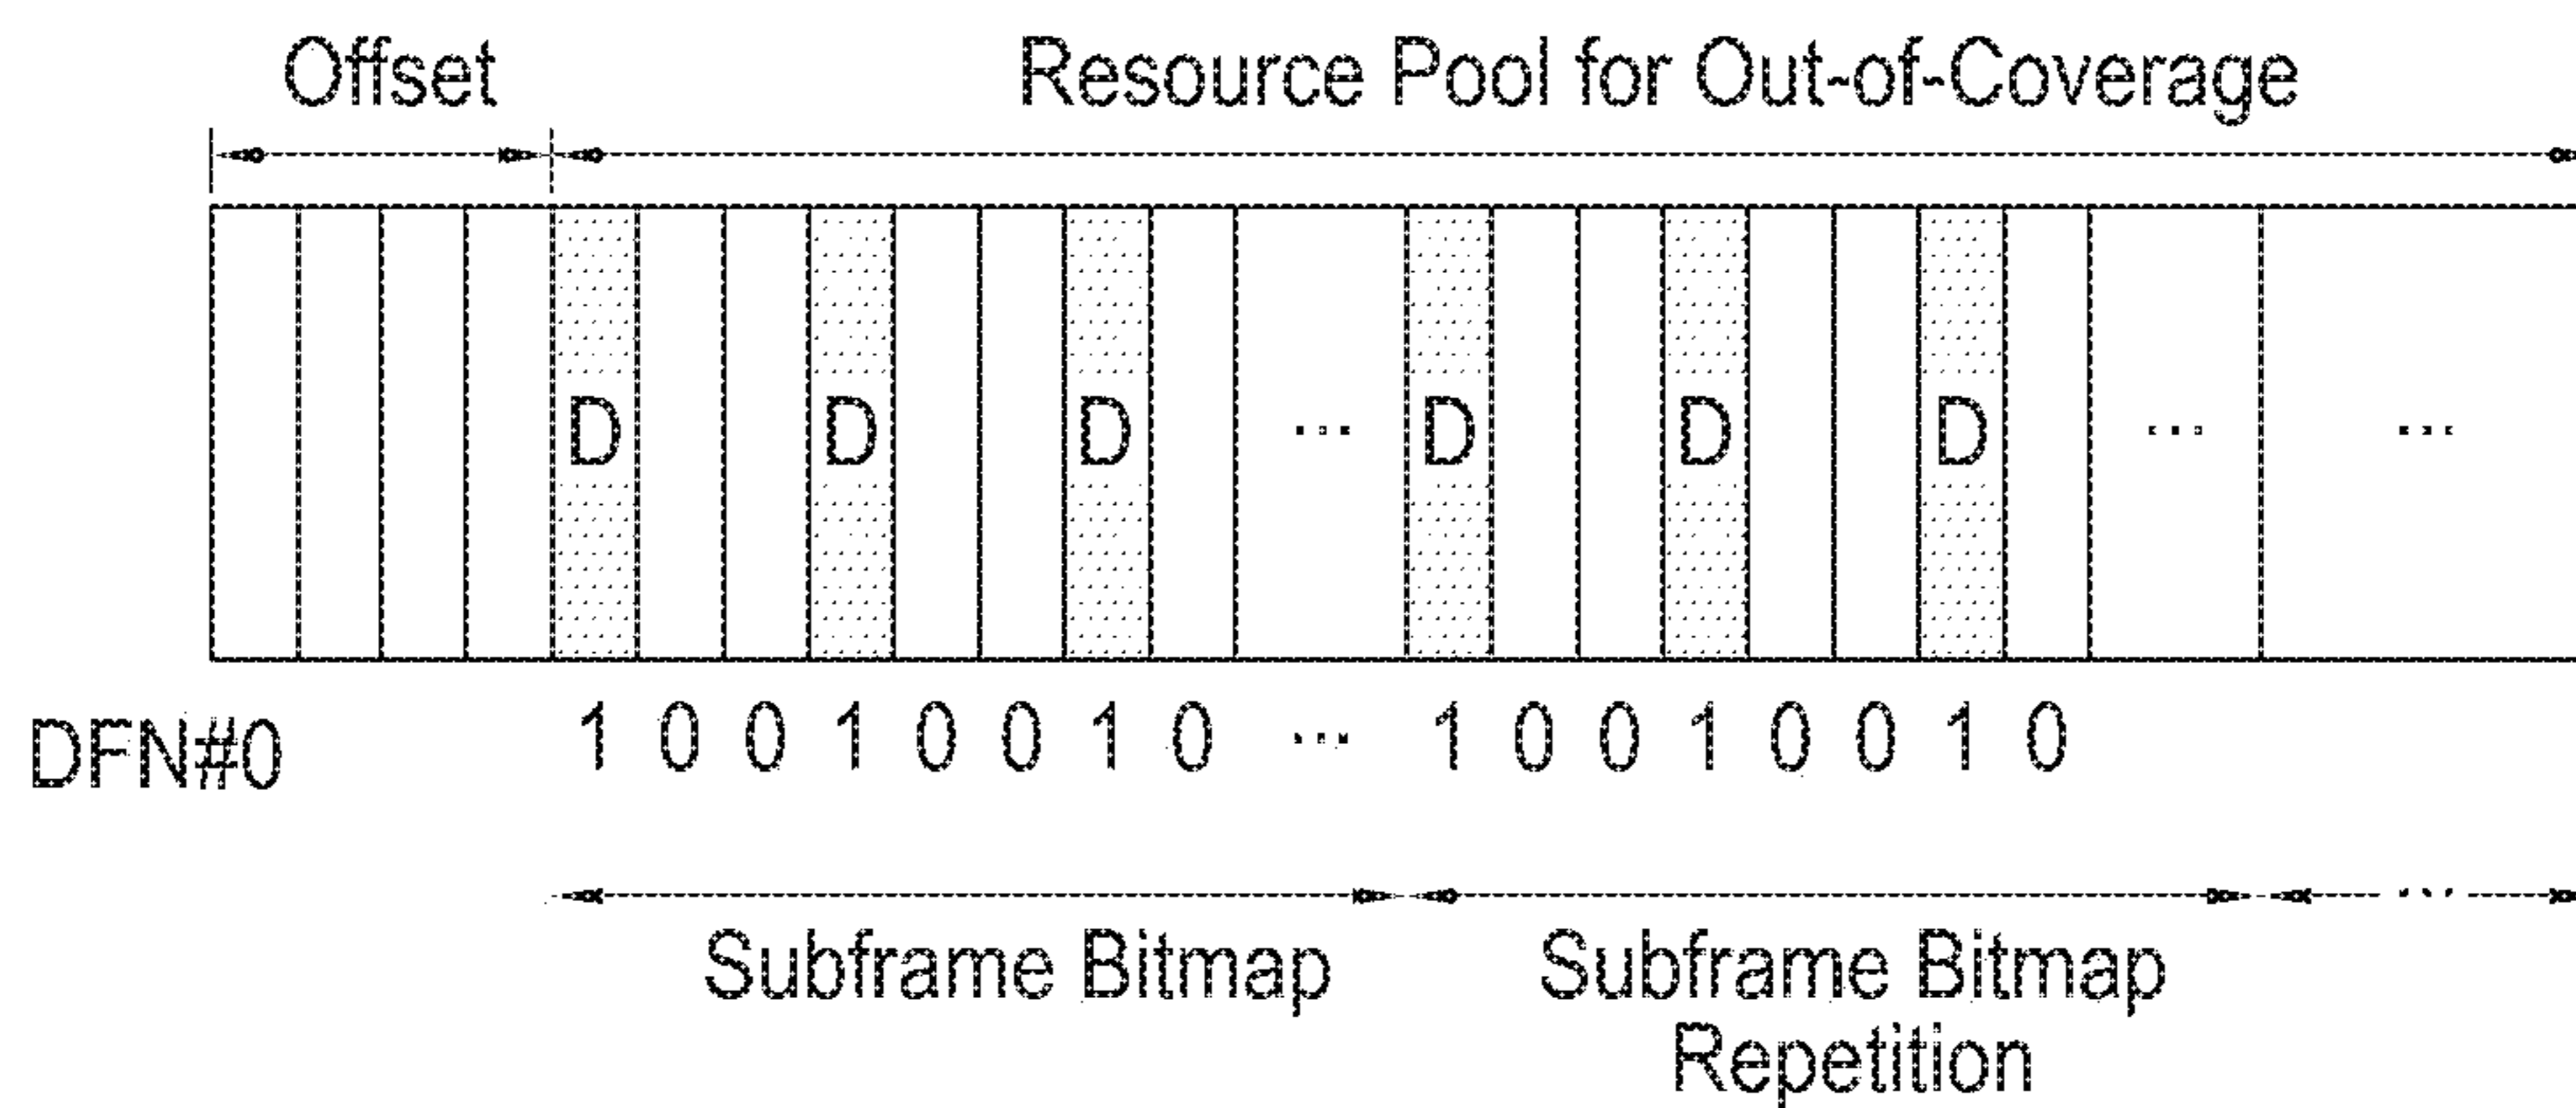 Offset Resource Pool for Out-of-Coverage
D D D ... D D D ... ...
DFN#0 1 0 0 1 0 0 1 0 ... 1 0 0 1 0 0 1 0
...
Subframe Bitmap Subframe Bitmap
Repetition